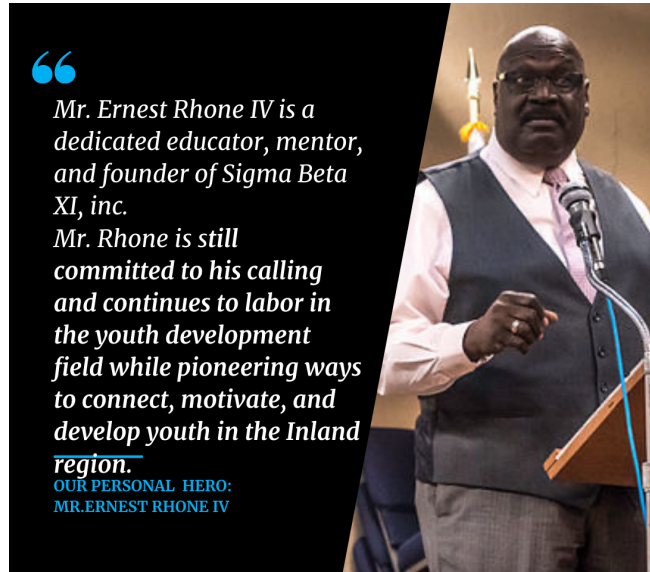 “
Mr. Ernest Rhone IV is a
dedicated educator, mentor,
and founder of Sigma Beta
XI, inc.
Mr. Rhone is still
committed to his calling
and continues to labor in
the youth development
field while pioneering ways
to connect, motivate, and
develop youth in the Inland
region.
OUR PERSONAL HERO:
MR.ERNEST RHONE IV